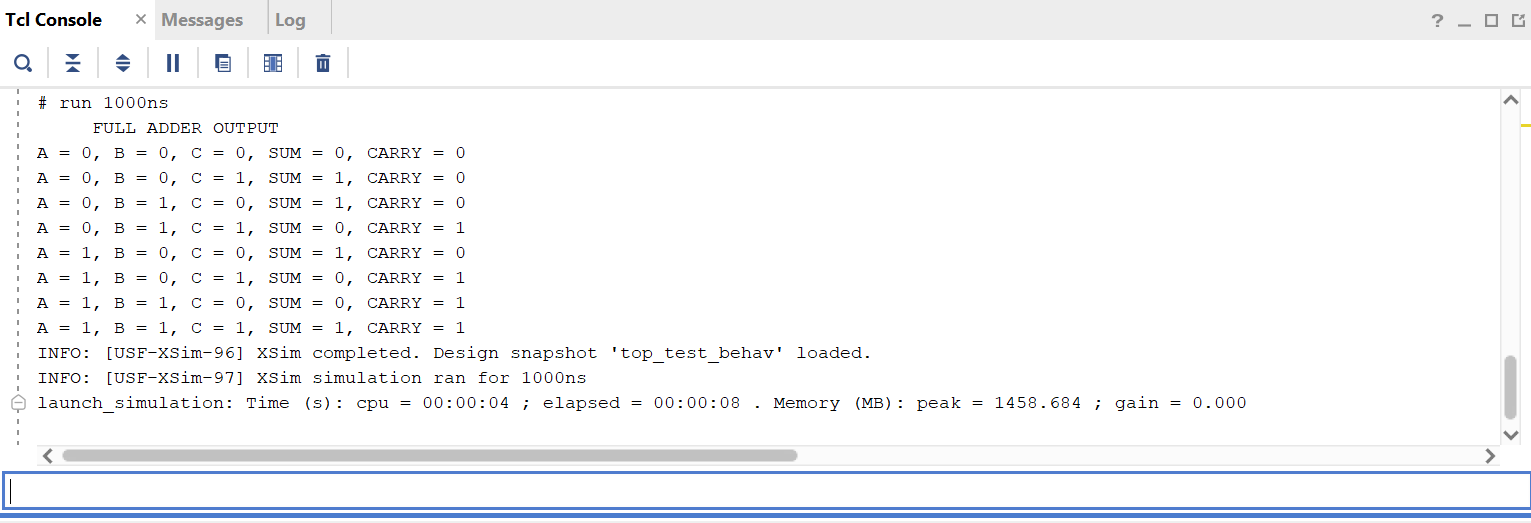 Tcl Console × Messages Log ?
# run 1000ns
FULL ADDER OUTPUT
A = 0, B = 0, C = 0, SUM = 0, CARRY = 0
A = 0, B = 0, C = 1, SUM = 1, CARRY = 0
A = 0, B = 1, C = 0, SUM = 1, CARRY = 0
A = 0, B = 1, C = 1, SUM = 0, CARRY = 1
A = 1, B = 0, C = 0, SUM = 1, CARRY = 0
A = 1, B = 0, C = 1, SUM = 0, CARRY = 1
A = 1, B = 1, C = 0, SUM = 0, CARRY = 1
A = 1, B = 1, C = 1, SUM = 1, CARRY = 1
INFO: [USF-XSim-96] XSim completed. Design snapshot 'top_test_behav' loaded.
INFO: [USF-XSim-97] XSim simulation ran for 1000ns
launch_simulation: Time (s): cpu = 00:00:04 ; elapsed = 00:00:08 . Memory (MB): peak = 1458.684 ; gain = 0.000